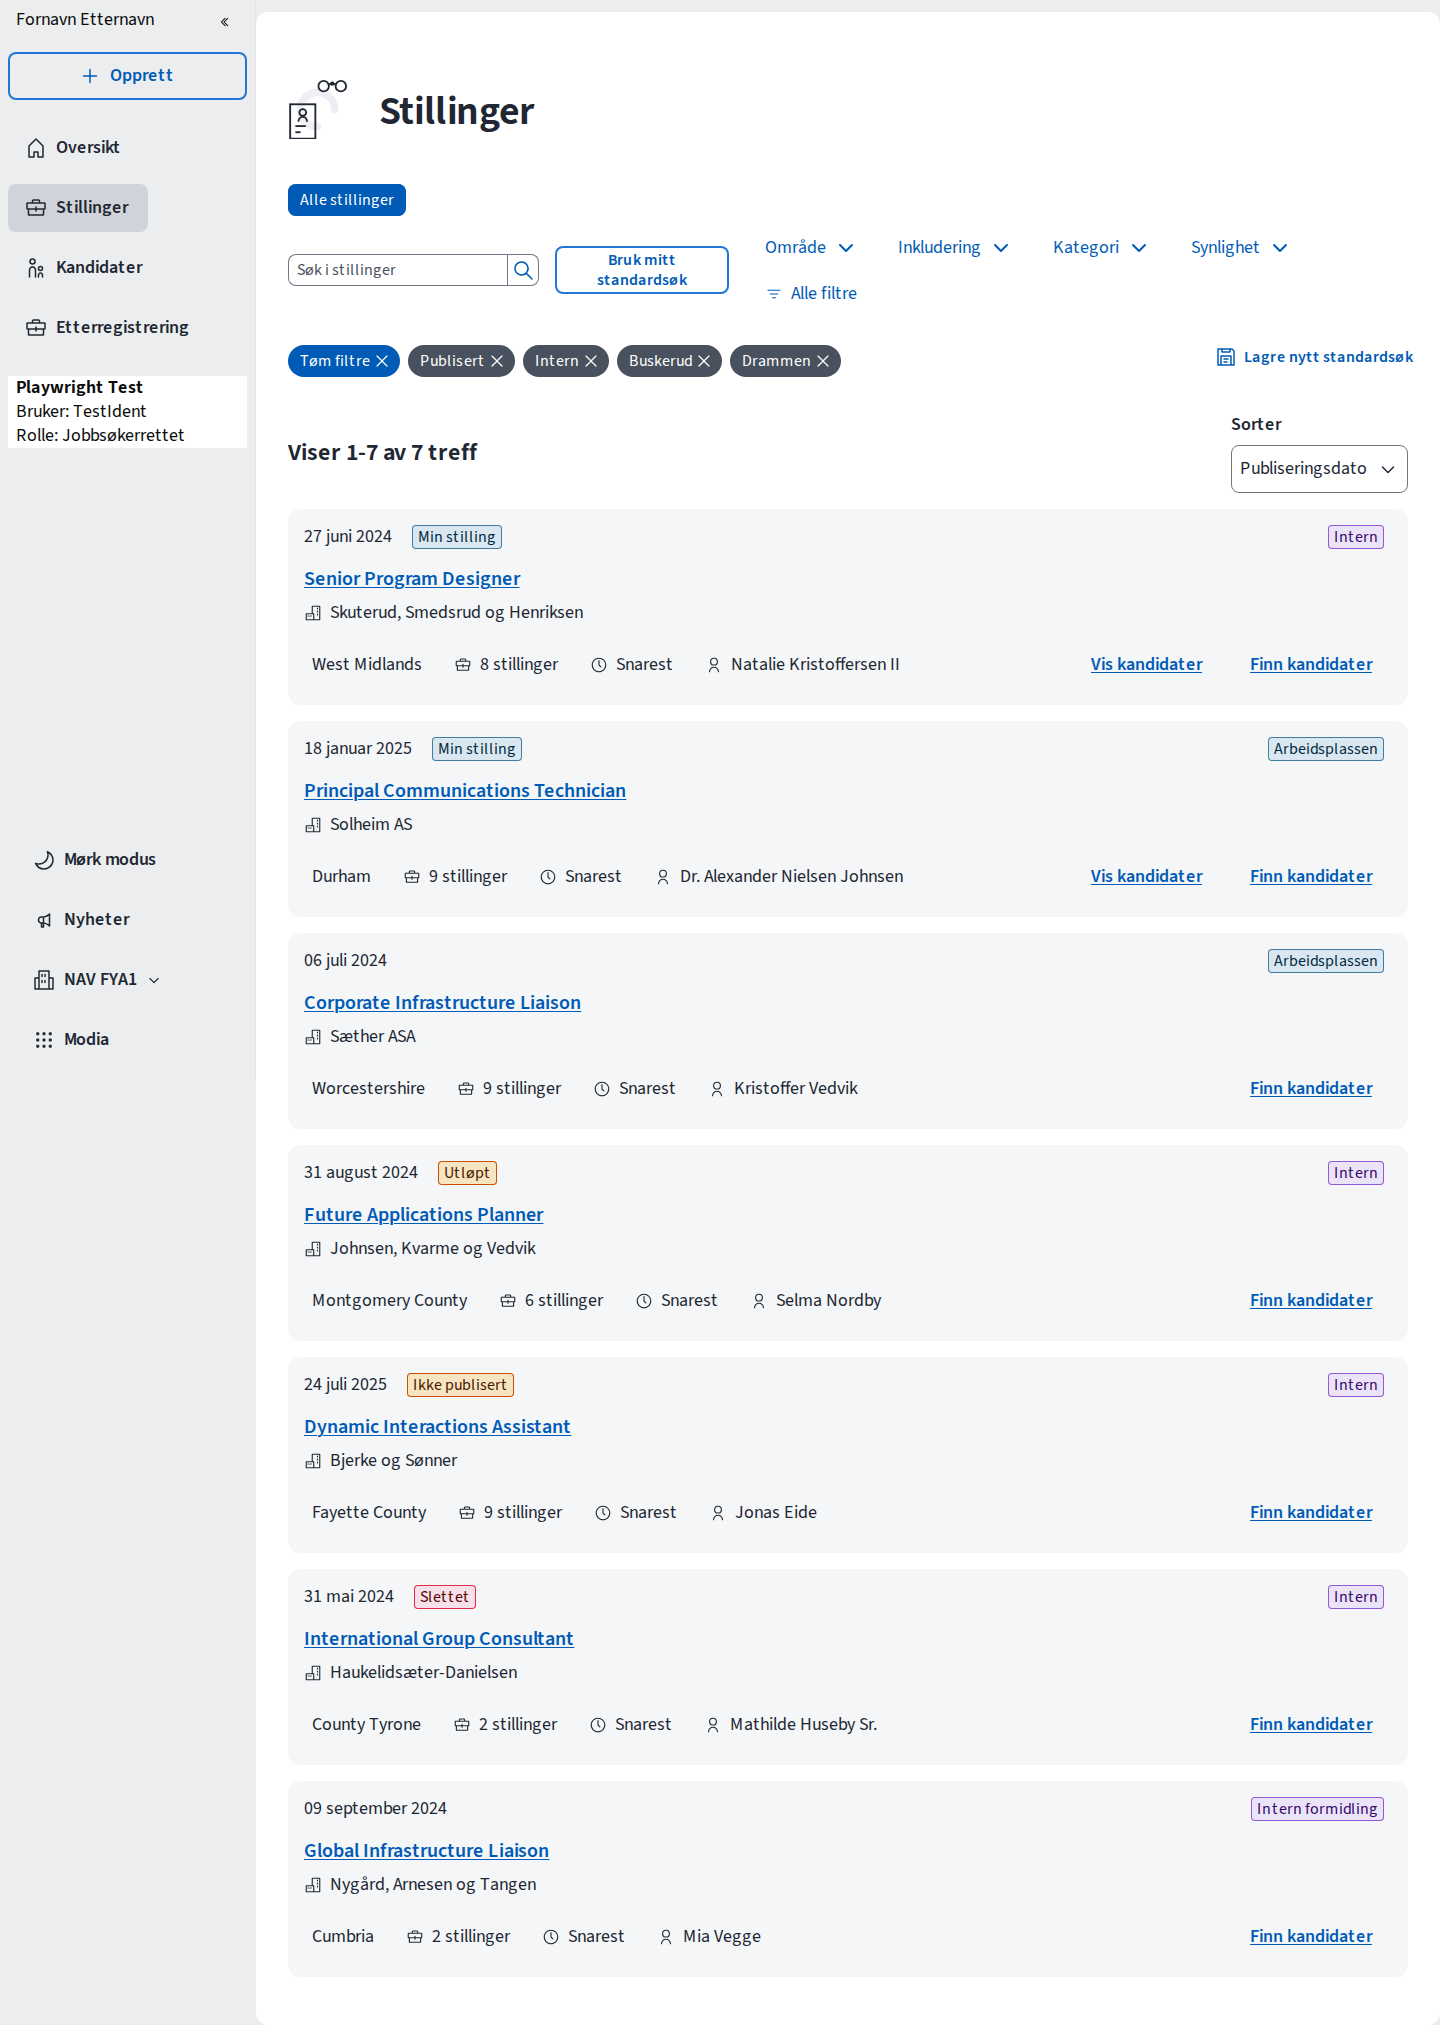 Fornavn Etternavn
Opprett
Oversikt
Stillinger
Kandidater
Etterregistrering
Playwright Test
Bruker: TestIdent
Rolle: Jobbsøkerrettet
Mørk modus
Nyheter
NAV FYA1
Modia
Stillinger
Alle stillinger
Søk i stillinger
Bruk mitt
standardsøk
Område
Inkludering
Kategori
Synlighet
Alle filtre
Tøm filtre
Publisert
Intern
Buskerud
Drammen
Lagre nytt standardsøk
Viser 1-7 av 7 treff
Sorter
Publiseringsdato
27 juni 2024 Min stilling Intern
Senior Program Designer
Skuterud, Smedsrud og Henriksen
West Midlands 8 stillinger Snarest Natalie Kristoffersen II Vis kandidater Finn kandidater
18 januar 2025 Min stilling Arbeidsplassen
Principal Communications Technician
Solheim AS
Durham 9 stillinger Snarest Dr. Alexander Nielsen Johnsen Vis kandidater Finn kandidater
06 juli 2024 Arbeidsplassen
Corporate Infrastructure Liaison
Sæther ASA
Worcestershire 9 stillinger Snarest Kristoffer Vedvik Finn kandidater
31 august 2024 Utløpt Intern
Future Applications Planner
Johnsen, Kvarme og Vedvik
Montgomery County 6 stillinger Snarest Selma Nordby Finn kandidater
24 juli 2025 Ikke publisert Intern
Dynamic Interactions Assistant
Bjerke og Sønner
Fayette County 9 stillinger Snarest Jonas Eide Finn kandidater
31 mai 2024 Slettet Intern
International Group Consultant
Haukelidsæter-Danielsen
County Tyrone 2 stillinger Snarest Mathilde Huseby Sr. Finn kandidater
09 september 2024 Intern formidling
Global Infrastructure Liaison
Nygård, Arnesen og Tangen
Cumbria 2 stillinger Snarest Mia Vegge Finn kandidater